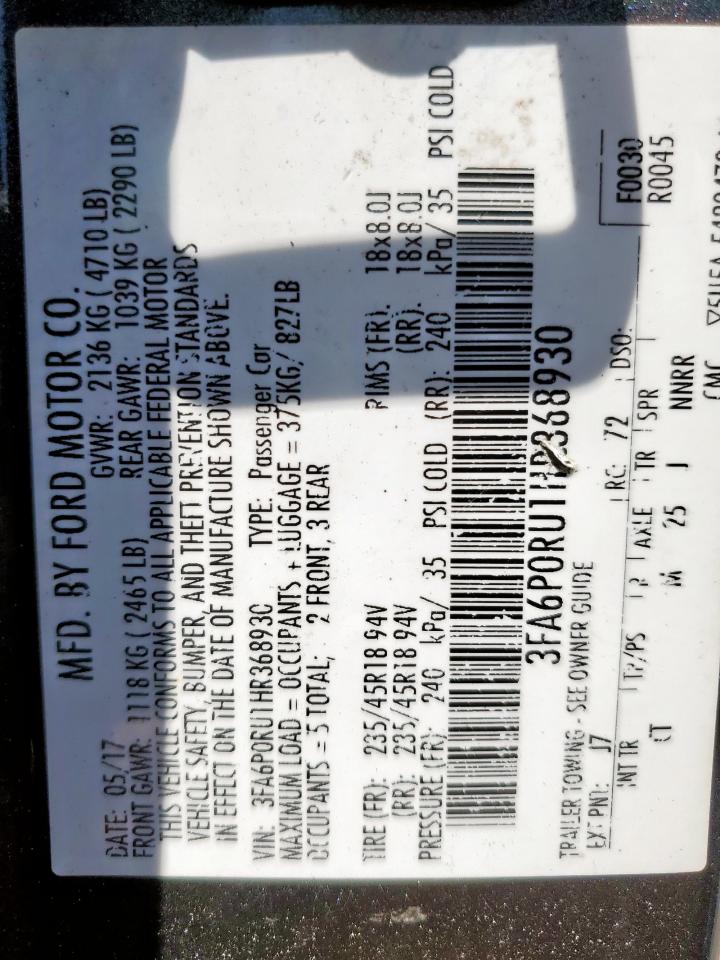 MFD. BY FORD MOTOR CO.
DATE: 05/17 GVWR: 2136 KG ( 4710 LB)
FRONT GAWR: 1118 KG ( 2465 LB) REAR GAWR: 1039 KG ( 2290 LB)
THIS VEHICLE CONFORMS TO ALL APPLICABLE FEDERAL MOTOR
VEHICLE SAFETY, BUMPER, AND THEFT PREVENTION STANDARDS
IN EFFECT ON THE DATE OF MANUFACTURE SHOWN ABOVE.
VIN: 3FA6P0RU1HR368930 TYPE: Passenger Car
MAXIMUM LOAD = OCCUPANTS + LUGGAGE = 375KG/ 827LB
OCCUPANTS = 5 TOTAL; 2 FRONT, 3 REAR
TIRE (FR): 235/45R18 94V RIMS (FR). 18x8.0J
(RR): 235/45R18 94V (RR). 18x8.0J
PRESSURE (FR): 240 kPa/ 35 PSI COLD (RR): 240 kPa/ 35 PSI COLD
3FA6P0RU1HR368930
TRAILER TOWING - SEE OWNER GUIDE
EXT PNT: J7 RC: 72 DSO: F0030
INT TR TP/PS R AXLE TR SPR R0045
CT M 25 J NNRR